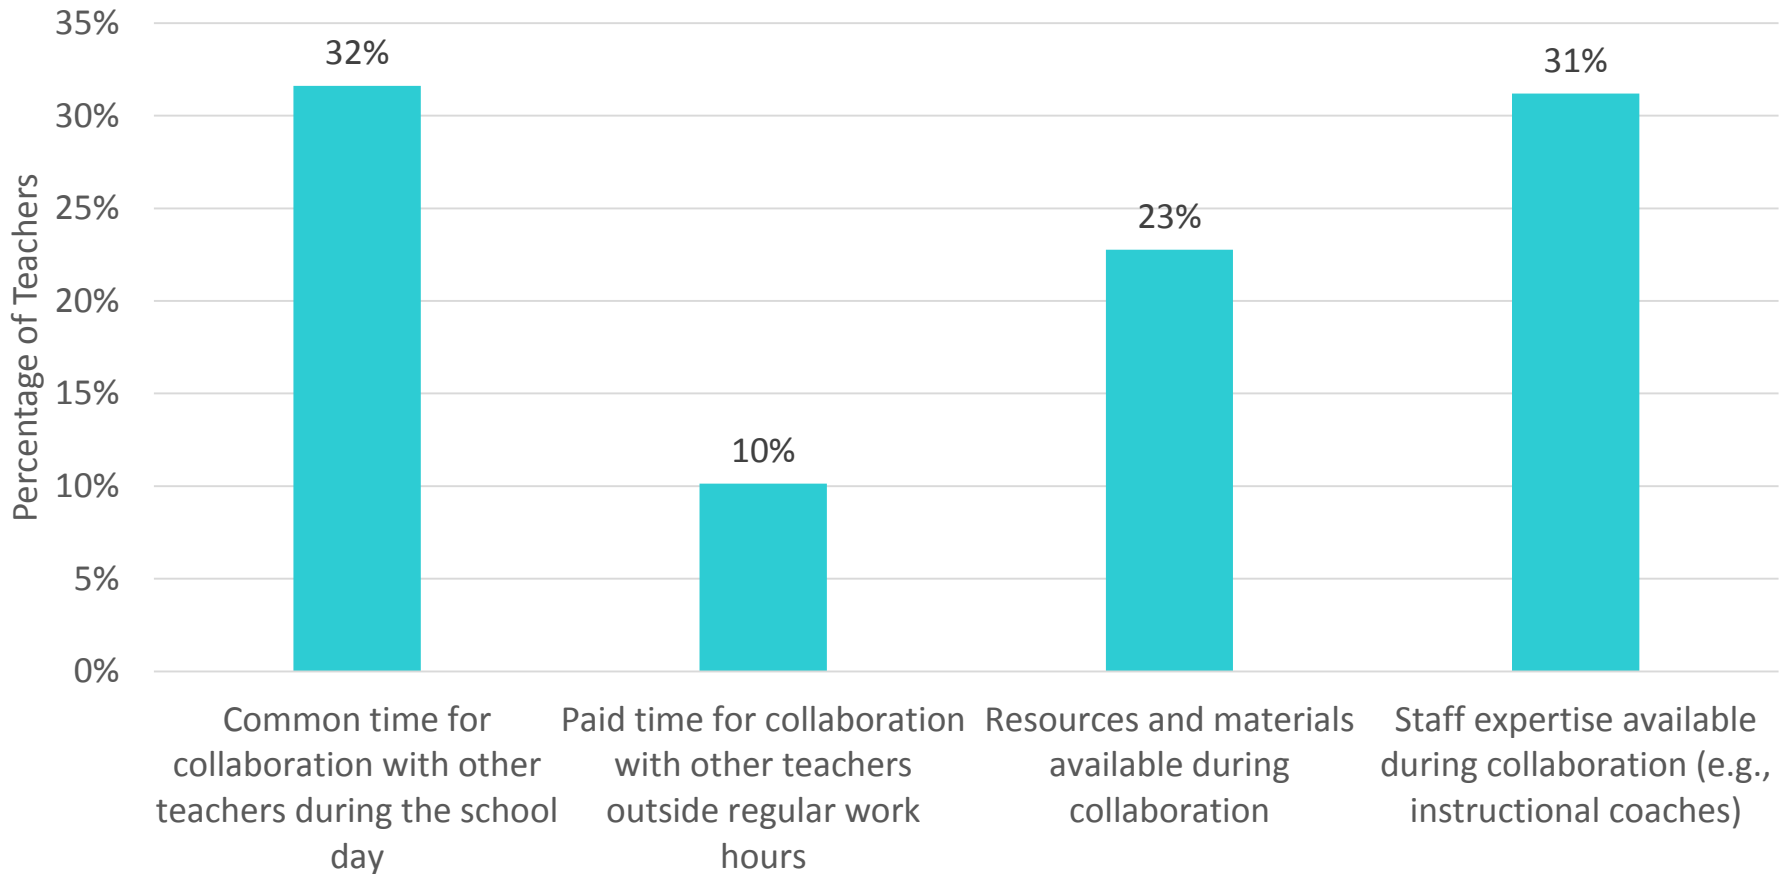 35%
30%
25%
20%
15%
10%
5%
0%
Percentage of Teachers
32%
10%
23%
31%
Common time for
collaboration with other
teachers during the school
day
Paid time for collaboration
with other teachers
outside regular work
hours
Resources and materials
available during
collaboration
Staff expertise available
during collaboration (e.g.,
instructional coaches)